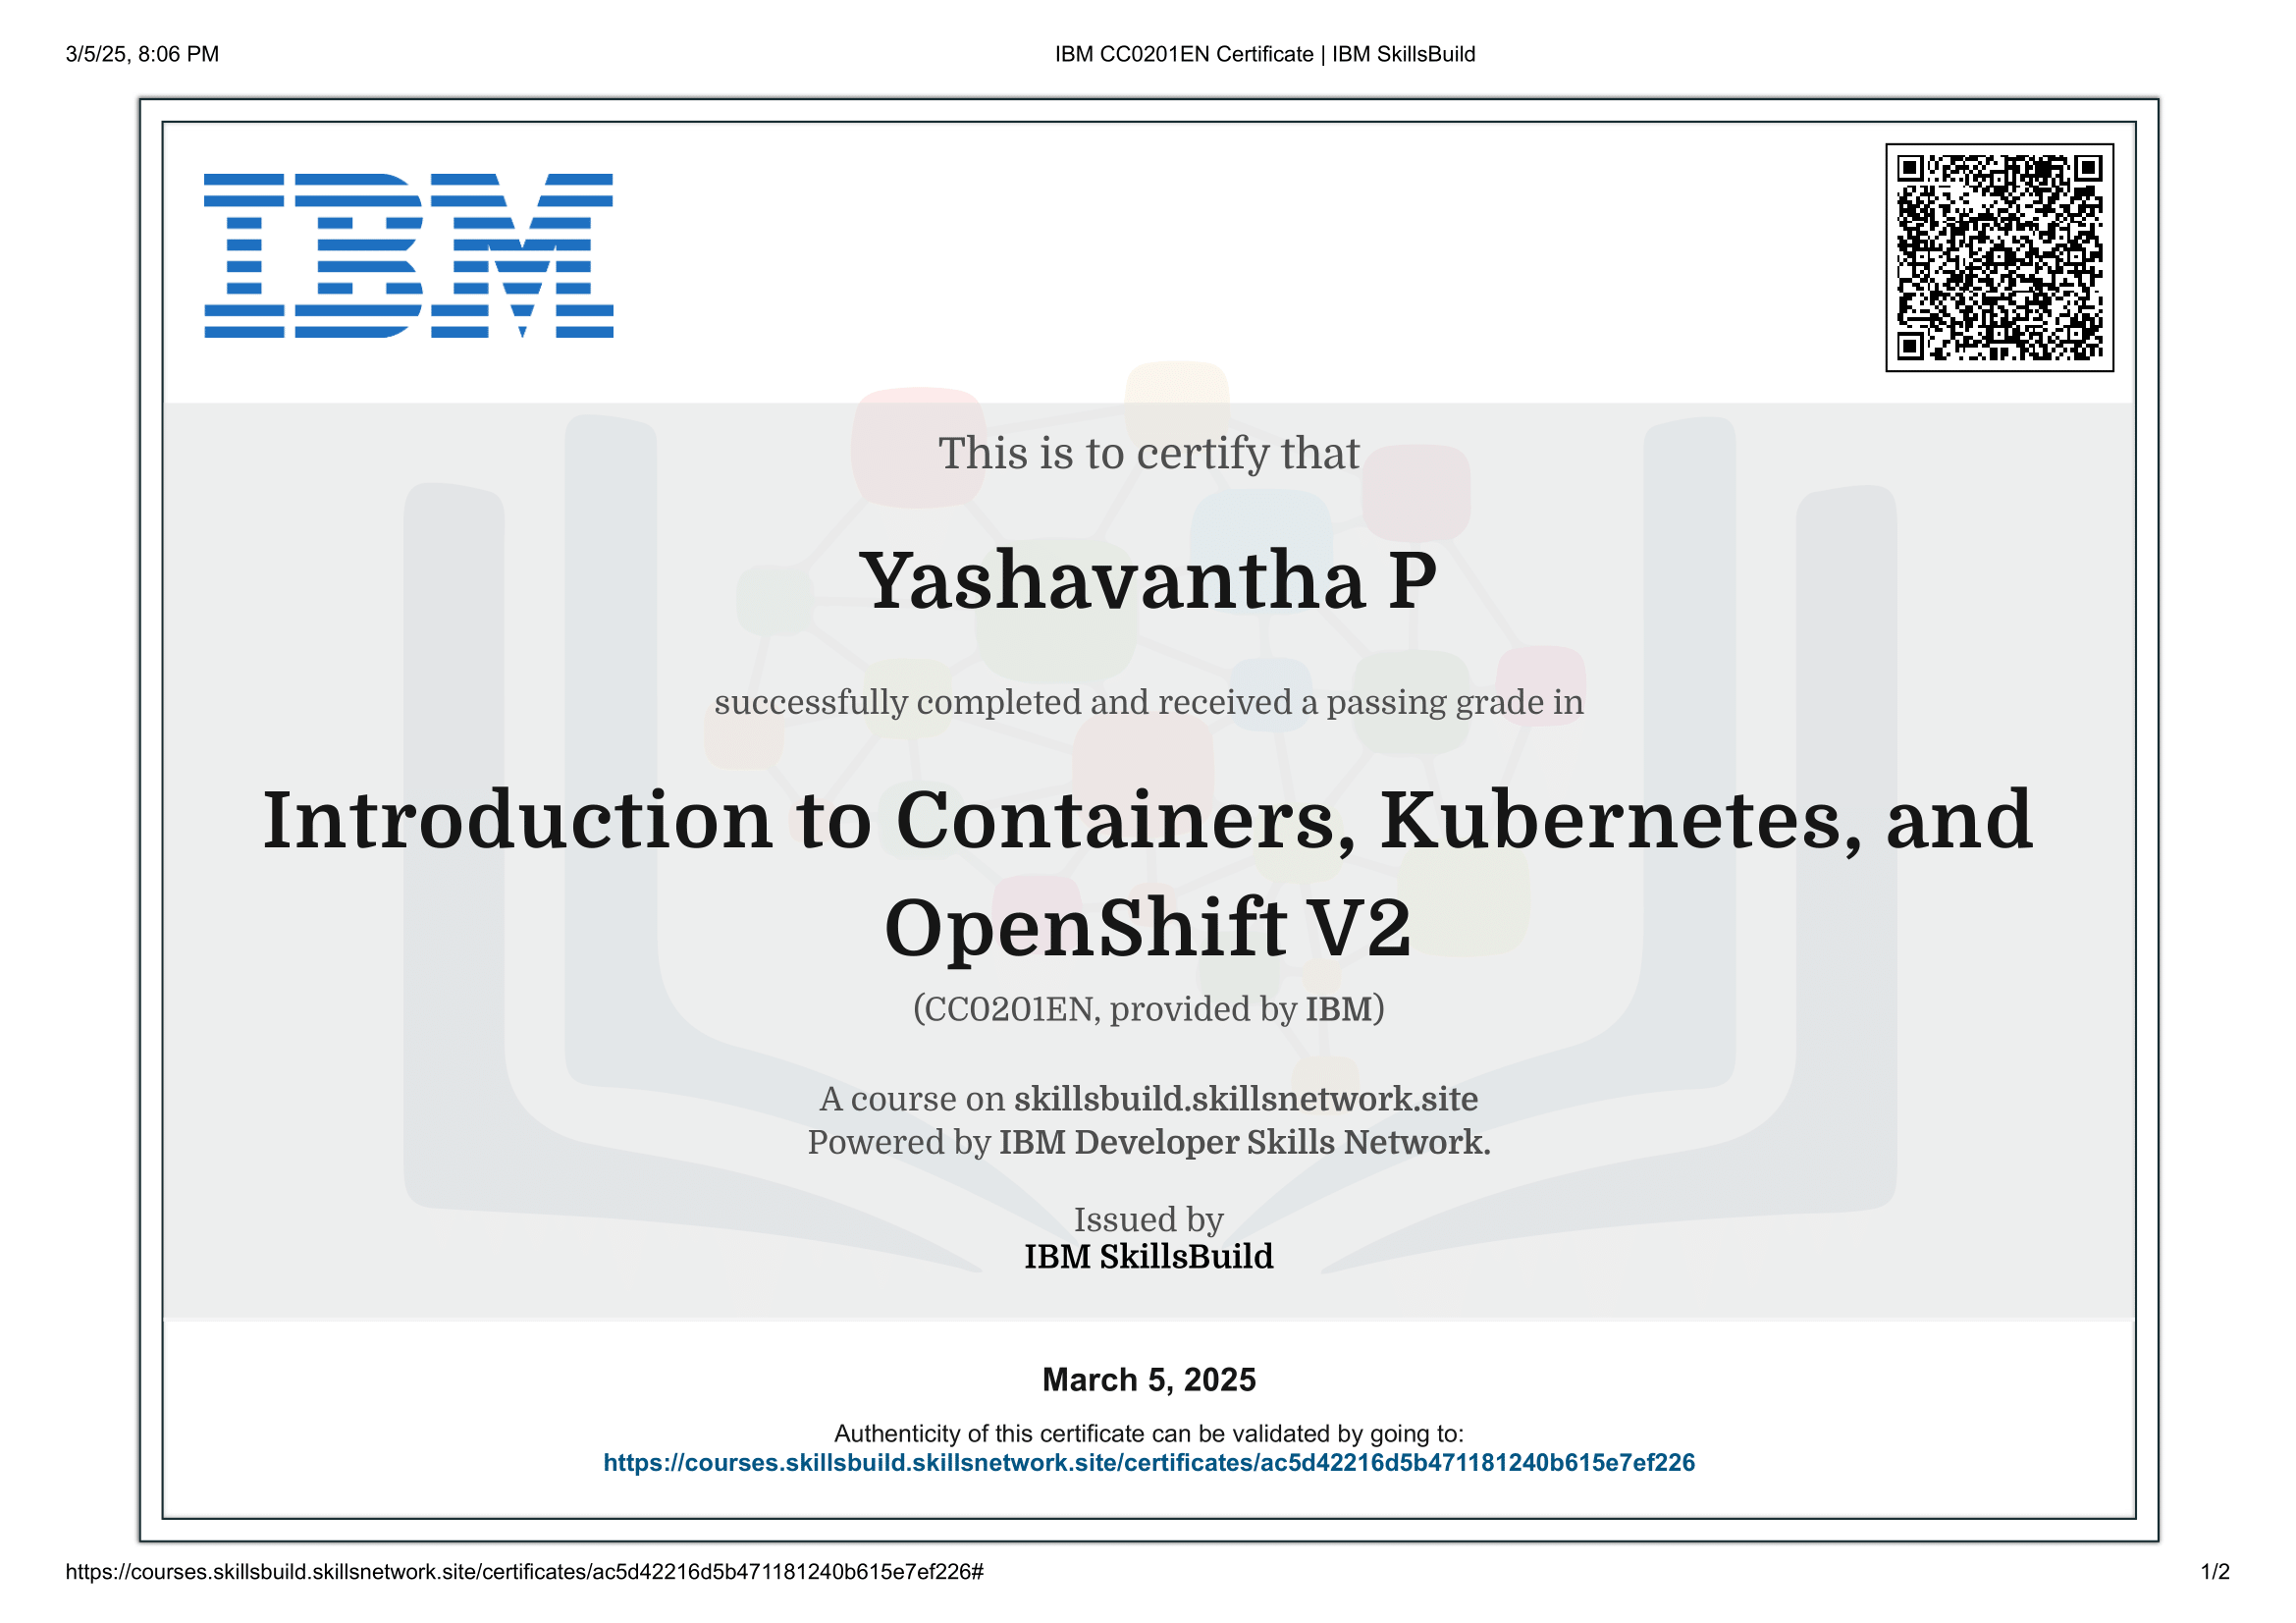 3/5/25, 8:06 PM
IBM CC0201EN Certificate | IBM SkillsBuild
IBM
This is to certify that
Yashavantha P
successfully completed and received a passing grade in
Introduction to Containers, Kubernetes, and
OpenShift V2
(CC0201EN, provided by IBM)
A course on skillsbuild.skillsnetwork.site
Powered by IBM Developer Skills Network.
Issued by
IBM SkillsBuild
March 5, 2025
Authenticity of this certificate can be validated by going to:
https://courses.skillsbuild.skillsnetwork.site/certificates/ac5d42216d5b471181240b615e7ef226
https://courses.skillsbuild.skillsnetwork.site/certificates/ac5d42216d5b471181240b615e7ef226#
1/2